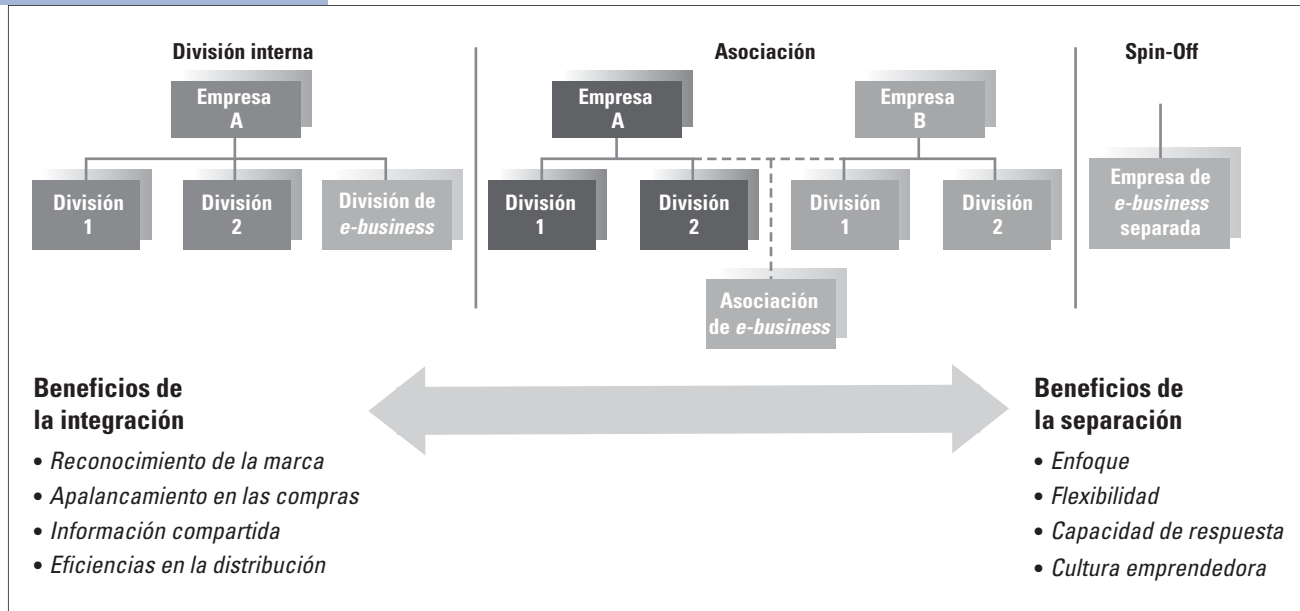 División interna
Empresa
A
División
1
División
2
División de
e-business
Asociación
Empresa
A
Empresa
B
División
1
División
2
División
1
División
2
Asociación
de e-business
Spin-Off
Empresa de
e-business
separada
Beneficios de
la integración
• Reconocimiento de la marca
• Apalancamiento en las compras
• Información compartida
• Eficiencias en la distribución
Beneficios de
la separación
• Enfoque
• Flexibilidad
• Capacidad de respuesta
• Cultura emprendedora